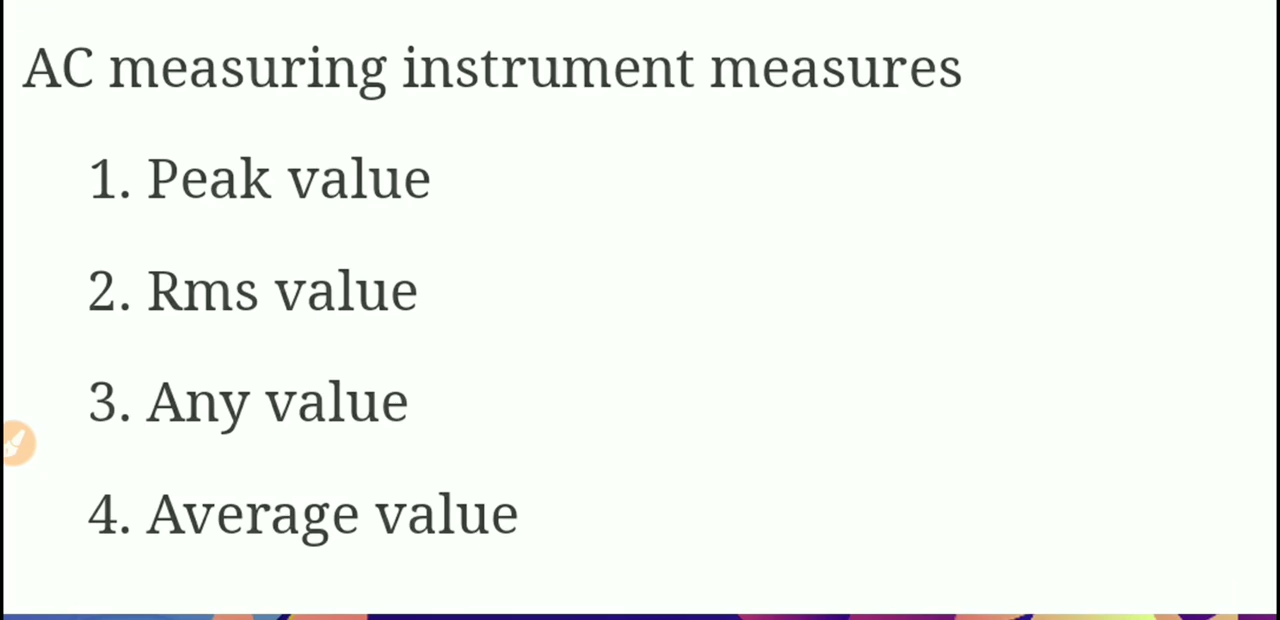 AC measuring instrument measures
1. Peak value
2. Rms value
3. Any value
4. Average value